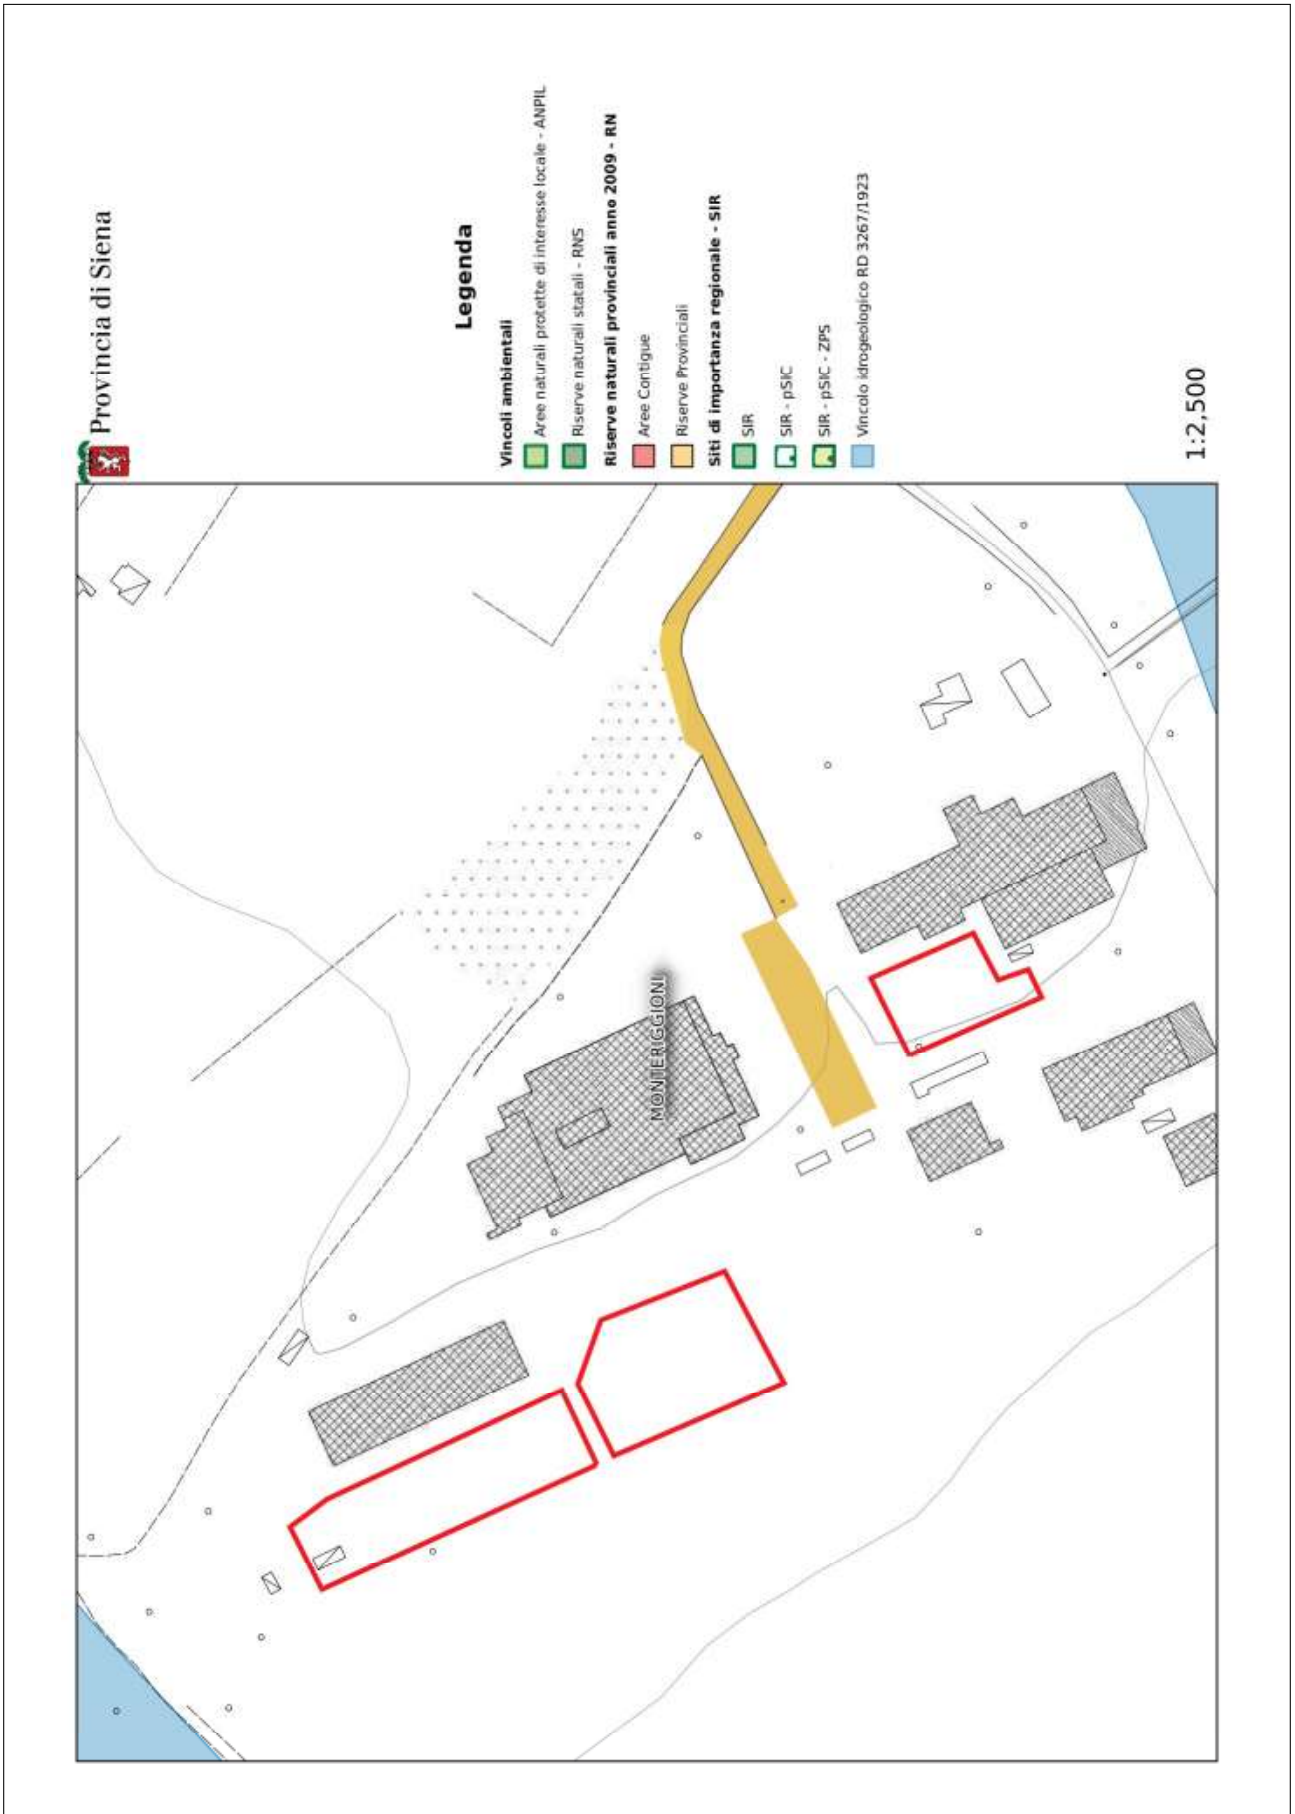 Provincia di Siena
Legenda
Vincoli ambientali
Aree naturali protette di interesse locale - ANPIL
Riserve naturali statali - RNS
Riserve naturali provinciali anno 2009 - RN
Aree Contigue
Riserve Provinciali
Siti di importanza regionale - SIR
SIR
SIR - pSIC
SIR - pSIC - ZPS
Vincolo idrogeologico RD 3267/1923
1:2,500
MONTERIGGIONI